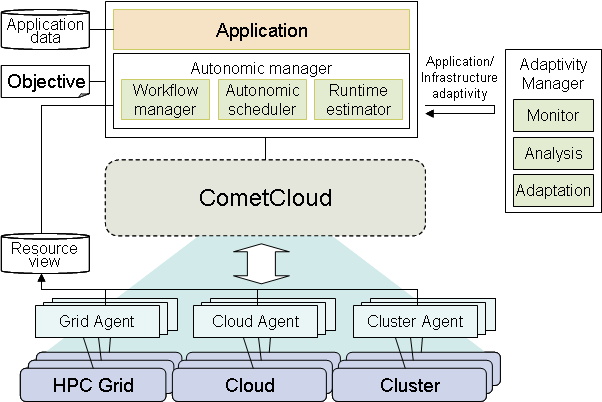 Application
data
Application
Objective
Autonomic manager
Workflow
manager
Autonomic
scheduler
Runtime
estimator
Application/
Infrastructure
adaptivity
Adaptivity
Manager
Monitor
Analysis
Adaptation
CometCloud
Resource
view
Grid Agent
Cloud Agent
Cluster Agent
HPC Grid
Cloud
Cluster